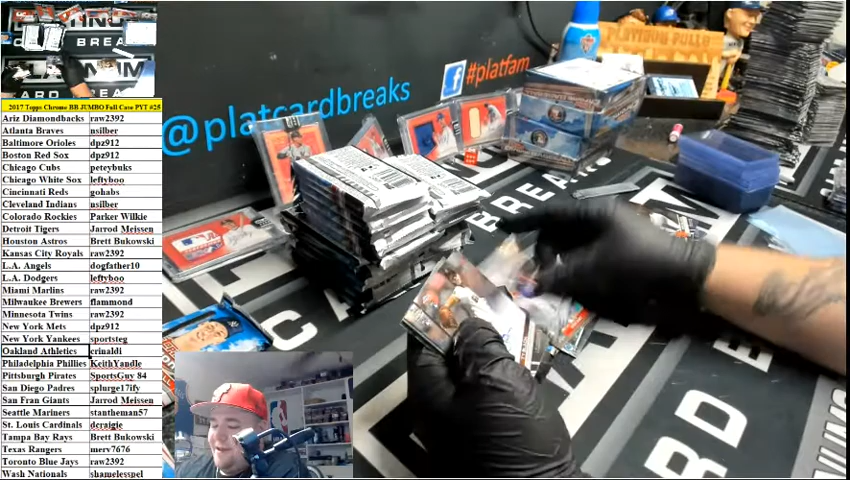 2017 Topps Chrome BB JUMBO Full Case PYT #25
Ariz Diamondbacks raw2392
Atlanta Braves nsilber
Baltimore Orioles dpz912
Boston Red Sox dpz912
Chicago Cubs peteybuks
Chicago White Sox leftyboo
Cincinnati Reds gohabs
Cleveland Indians nsilber
Colorado Rockies Parker Wilkie
Detroit Tigers Jarrod Meissen
Houston Astros Brett Bukowski
Kansas City Royals raw2392
L.A. Angels dogfather10
L.A. Dodgers leftyboo
Miami Marlins raw2392
Milwaukee Brewers flammond
Minnesota Twins raw2392
New York Mets dpz912
New York Yankees sportsteg
Oakland Athletics crinaldi
Philadelphia Phillies KeithYandle
Pittsburgh Pirates SportsGuy 84
San Diego Padres splurge17ify
San Fran Giants Jarrod Meissen
Seattle Mariners stantheman57
St. Louis Cardinals dcraigie
Tampa Bay Rays Brett Bukowski
Texas Rangers merv7676
Toronto Blue Jays raw2392
Wash Nationals shamelesspel
@platcardbreaks
f #platfam
BREA
CARD